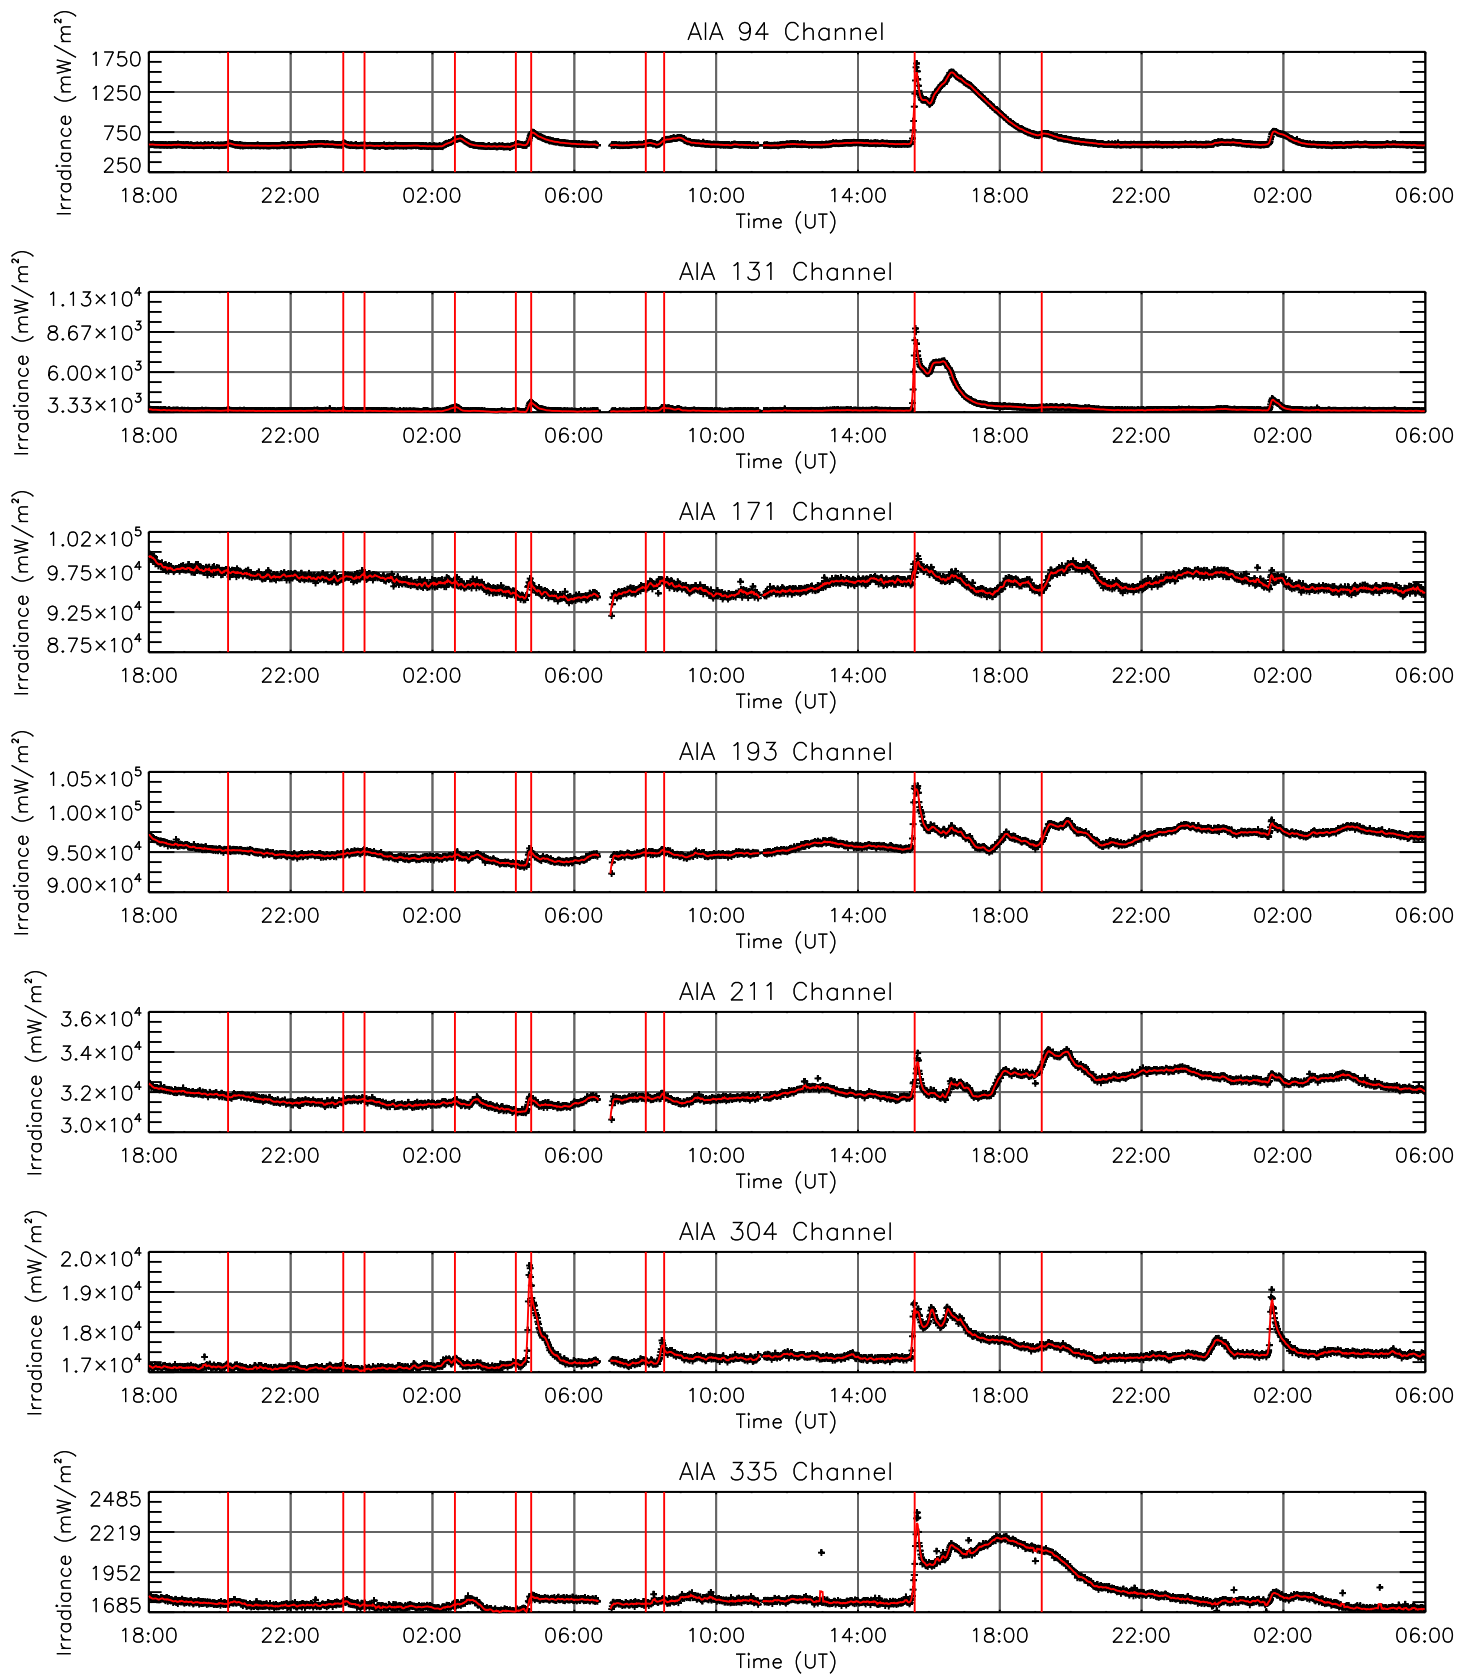 AIA 94 Channel
Irradiance (mW/m²)
1750
1250
750
250
18:00 22:00 02:00 06:00 10:00 14:00 18:00 22:00 02:00 06:00
Time (UT)
AIA 131 Channel
Irradiance (mW/m²)
1.13×10⁴
8.67×10³
6.00×10³
3.33×10³
18:00 22:00 02:00 06:00 10:00 14:00 18:00 22:00 02:00 06:00
Time (UT)
AIA 171 Channel
Irradiance (mW/m²)
1.02×10⁵
9.75×10⁴
9.25×10⁴
8.75×10⁴
18:00 22:00 02:00 06:00 10:00 14:00 18:00 22:00 02:00 06:00
Time (UT)
AIA 193 Channel
Irradiance (mW/m²)
1.05×10⁵
1.00×10⁵
9.50×10⁴
9.00×10⁴
18:00 22:00 02:00 06:00 10:00 14:00 18:00 22:00 02:00 06:00
Time (UT)
AIA 211 Channel
Irradiance (mW/m²)
3.6×10⁴
3.4×10⁴
3.2×10⁴
3.0×10⁴
18:00 22:00 02:00 06:00 10:00 14:00 18:00 22:00 02:00 06:00
Time (UT)
AIA 304 Channel
Irradiance (mW/m²)
2.0×10⁴
1.9×10⁴
1.8×10⁴
1.7×10⁴
18:00 22:00 02:00 06:00 10:00 14:00 18:00 22:00 02:00 06:00
Time (UT)
AIA 335 Channel
Irradiance (mW/m²)
2485
2219
1952
1685
18:00 22:00 02:00 06:00 10:00 14:00 18:00 22:00 02:00 06:00
Time (UT)